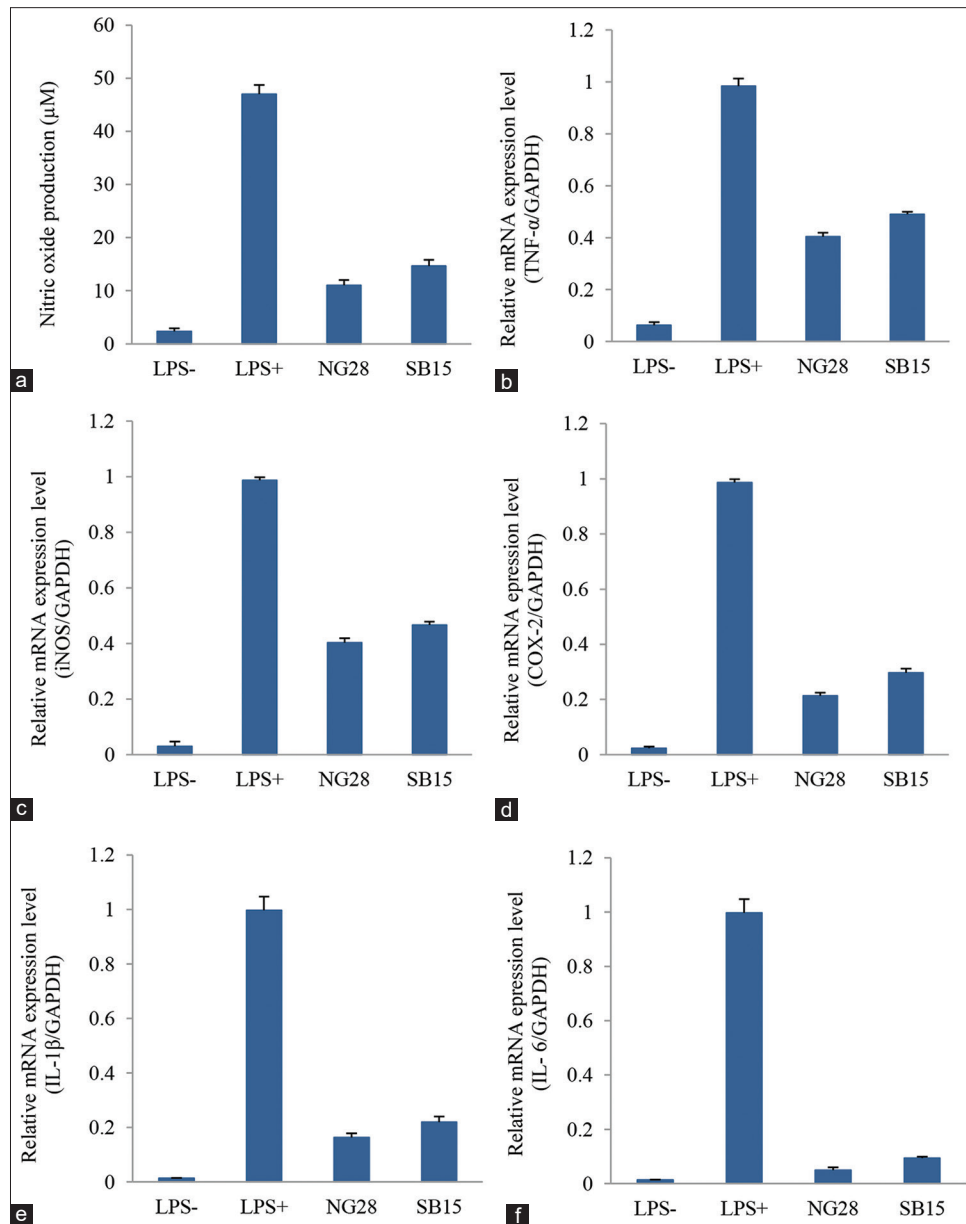 Nitric oxide production (µM)
60
50
40
30
20
10
0
LPS-
LPS+
NG28
SB15
a
Relative mRNA expression level
(TNF-α/GAPDH)
1.2
1
0.8
0.6
0.4
0.2
0
LPS-
LPS+
NG28
SB15
b
Relative mRNA expression level
(iNOS/GAPDH)
1.2
1
0.8
0.6
0.4
0.2
0
LPS-
LPS+
NG28
SB15
c
Relative mRNA epression level
(COX-2/GAPDH)
1.2
1
0.8
0.6
0.4
0.2
0
LPS-
LPS+
NG28
SB15
d
Relative mRNA expression level
(IL-1β/GAPDH)
1.2
1
0.8
0.6
0.4
0.2
0
LPS-
LPS+
NG28
SB15
e
Relative mRNA epression level
(IL- 6/GAPDH)
1.2
1
0.8
0.6
0.4
0.2
0
LPS-
LPS+
NG28
SB15
f